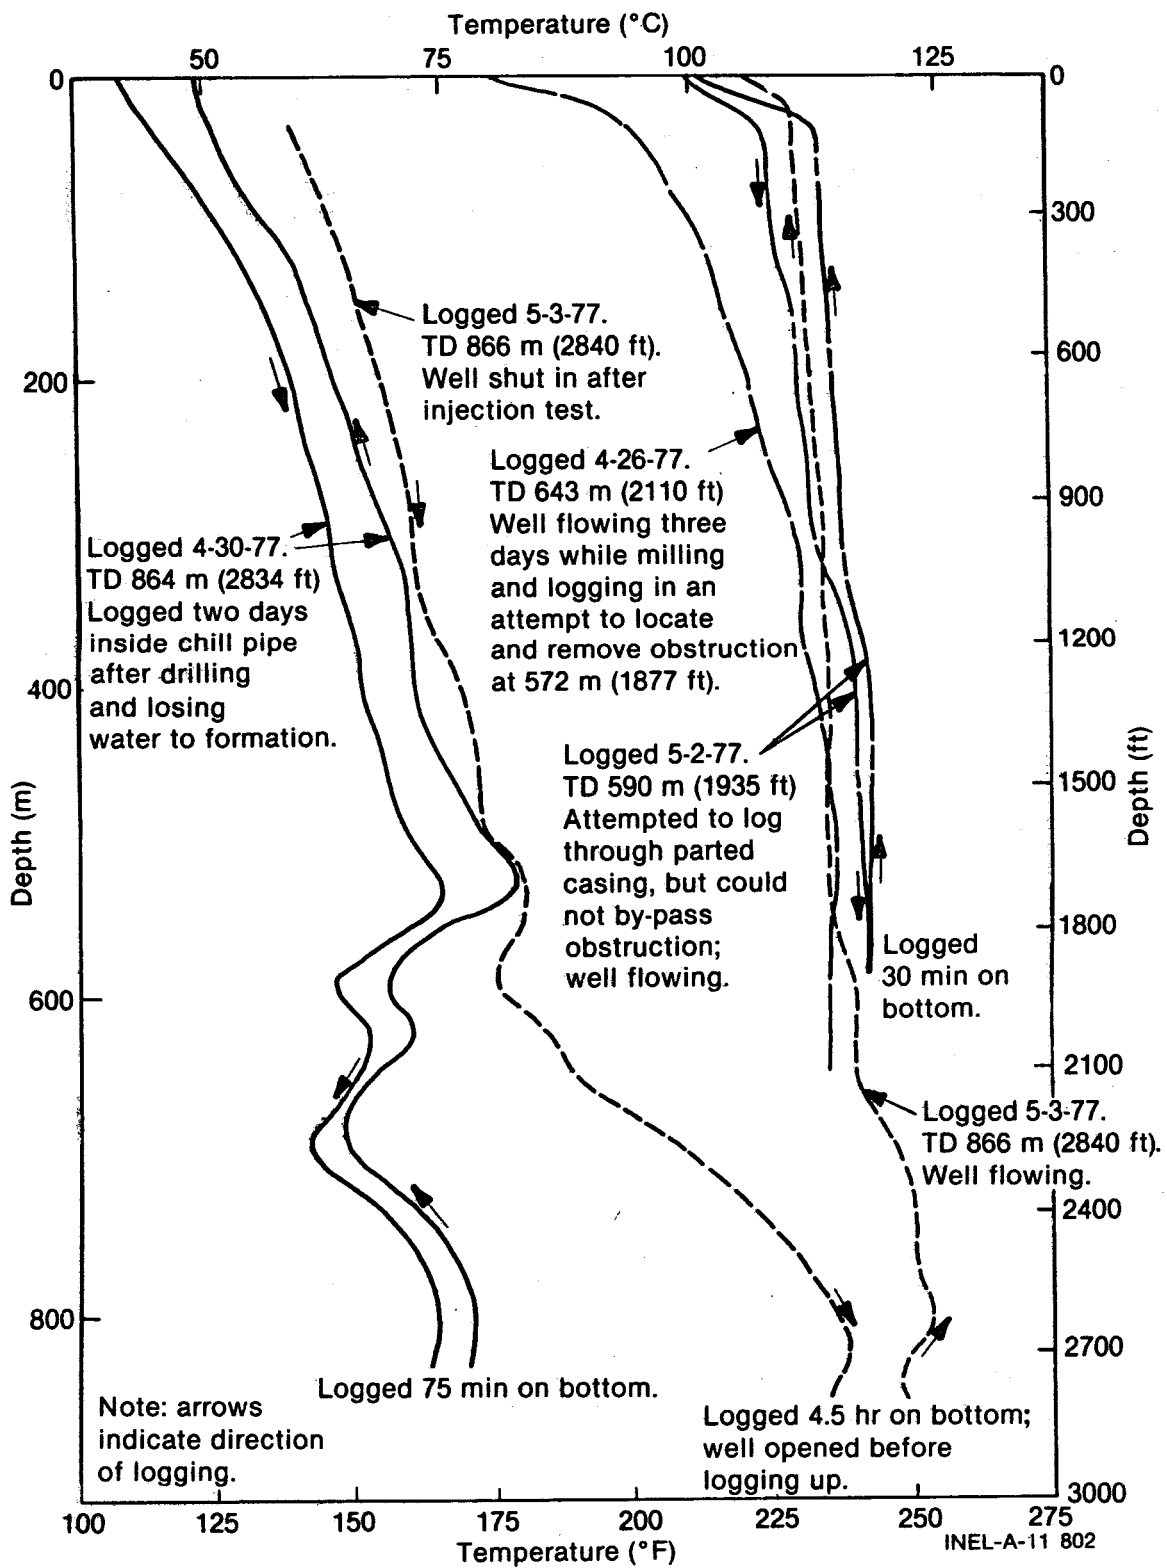 Temperature (°C)
50 75 100 125
0 0
300
Logged 5-3-77.
TD 866 m (2840 ft).
Well shut in after
injection test.
600
200
Logged 4-26-77.
TD 643 m (2110 ft)
Well flowing three
days while milling
and logging in an
attempt to locate
and remove obstruction
at 572 m (1877 ft).
900
Logged 4-30-77.
TD 864 m (2834 ft)
Logged two days
inside chill pipe
after drilling
and losing
water to formation.
1200
400
Logged 5-2-77.
TD 590 m (1935 ft)
Attempted to log
through parted
casing, but could
not by-pass
obstruction;
well flowing.
1500
Depth (m)
Depth (ft)
1800
Logged
30 min on
bottom.
600
2100
Logged 5-3-77.
TD 866 m (2840 ft).
Well flowing.
2400
800
2700
Logged 75 min on bottom.
Note: arrows
indicate direction
of logging.
Logged 4.5 hr on bottom;
well opened before
logging up.
3000
100 125 150 175 200 225 250 275
Temperature (°F)
INEL-A-11 802